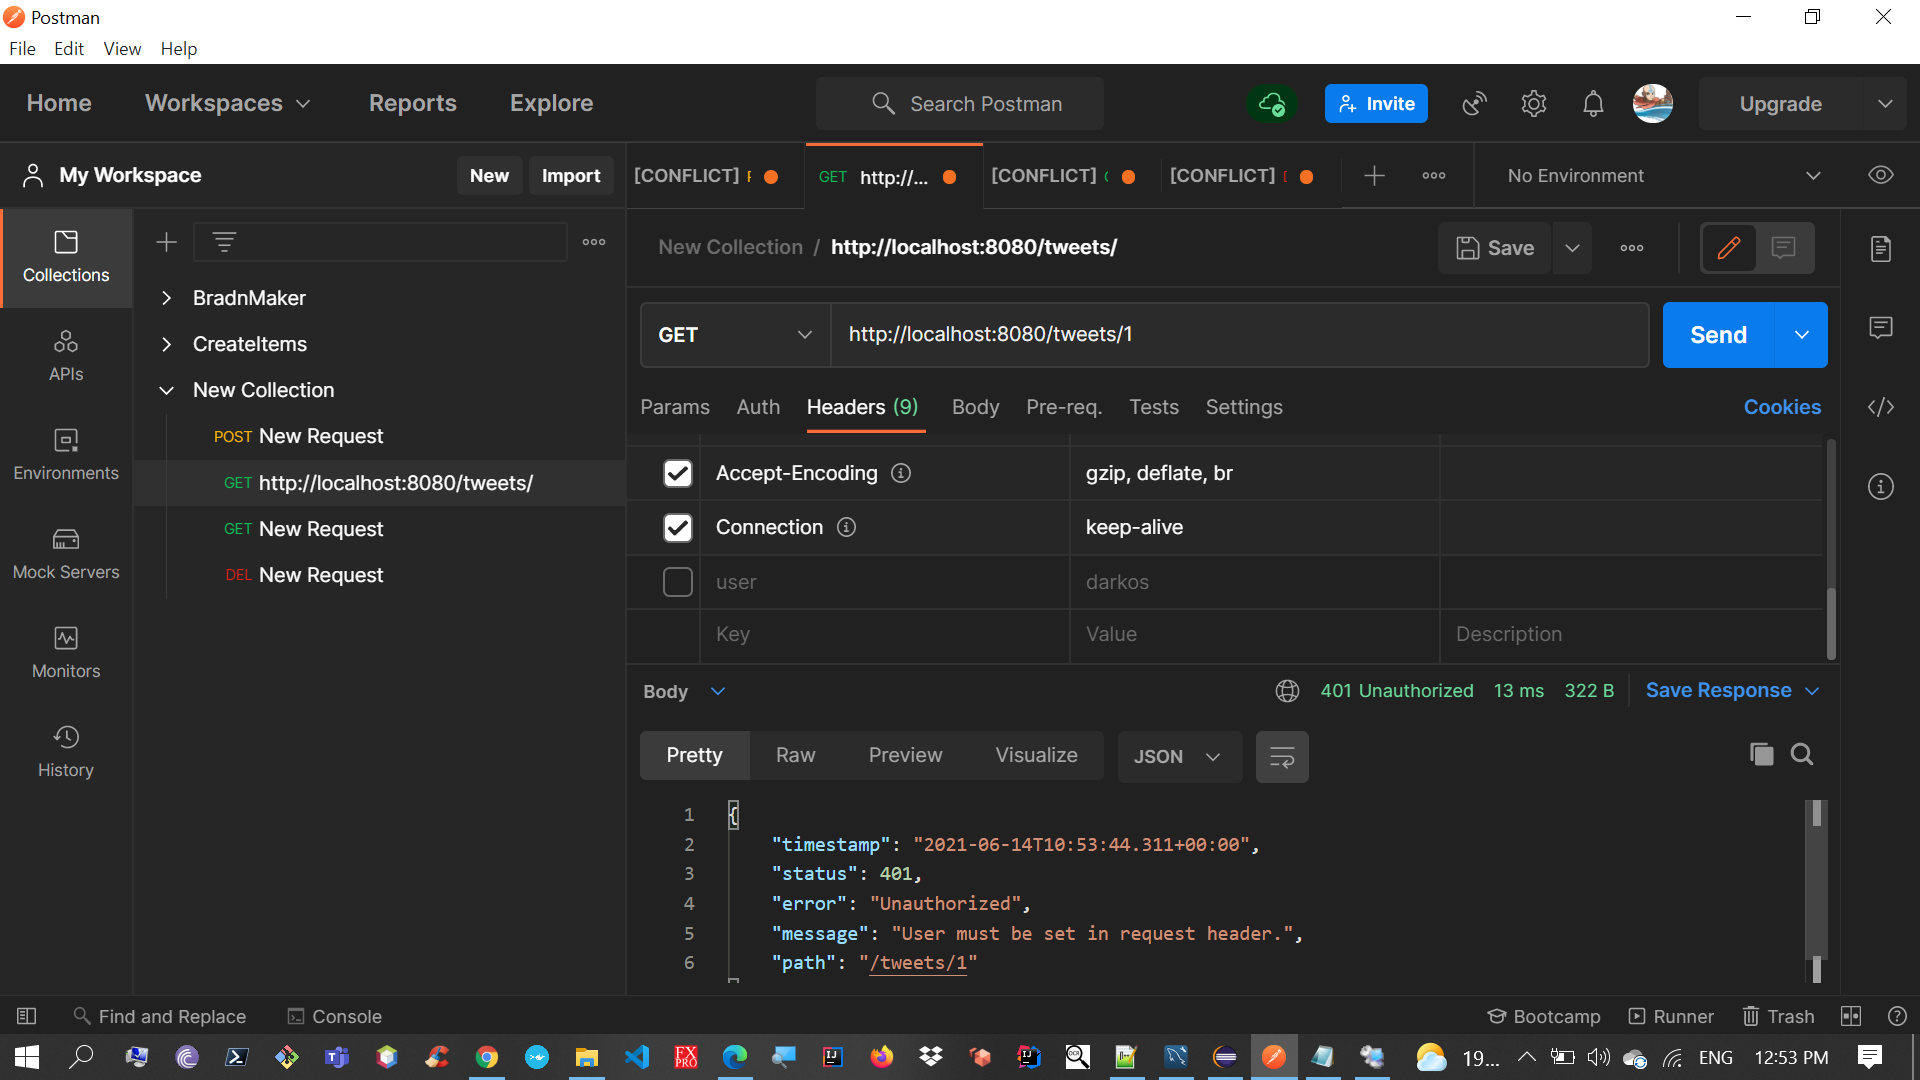 Postman
File Edit View Help
Home Workspaces Reports Explore Search Postman Invite Upgrade
My Workspace New Import
[CONFLICT] GET http://... [CONFLICT] [CONFLICT] No Environment
Collections
APIs
Environments
Mock Servers
Monitors
History
BradnMaker
CreateItems
New Collection
POST New Request
GET http://localhost:8080/tweets/
GET New Request
DEL New Request
New Collection / http://localhost:8080/tweets/ Save
GET http://localhost:8080/tweets/1 Send
Params Auth Headers (9) Body Pre-req. Tests Settings Cookies
Accept-Encoding gzip, deflate, br
Connection keep-alive
user darkos
Key Value Description
Body 401 Unauthorized 13 ms 322 B Save Response
Pretty Raw Preview Visualize JSON
1 {
2 "timestamp": "2021-06-14T10:53:44.311+00:00",
3 "status": 401,
4 "error": "Unauthorized",
5 "message": "User must be set in request header.",
6 "path": "/tweets/1"
Find and Replace Console Bootcamp Runner Trash
FX PRO
IJ
19... ENG 12:53 PM